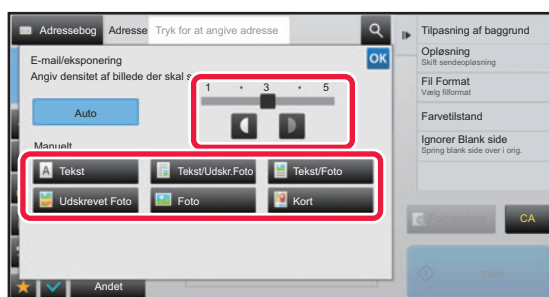 Adressebog
Adresse
Tryk for at angive adresse
E-mail/eksponering
OK
Angiv densitet af billede der skal s
1 · 3 · 5
Auto
Manuelt
Tekst
Tekst/Udskr.Foto
Tekst/Foto
Udskrevet Foto
Foto
Kort
Andet
Tilpasning af baggrund
Opløsning
Skift sendeopløsning
Fil Format
Vælg filformat
Farvetilstand
Ignorer Blank side
Spring blank side over i orig.
CA
Start